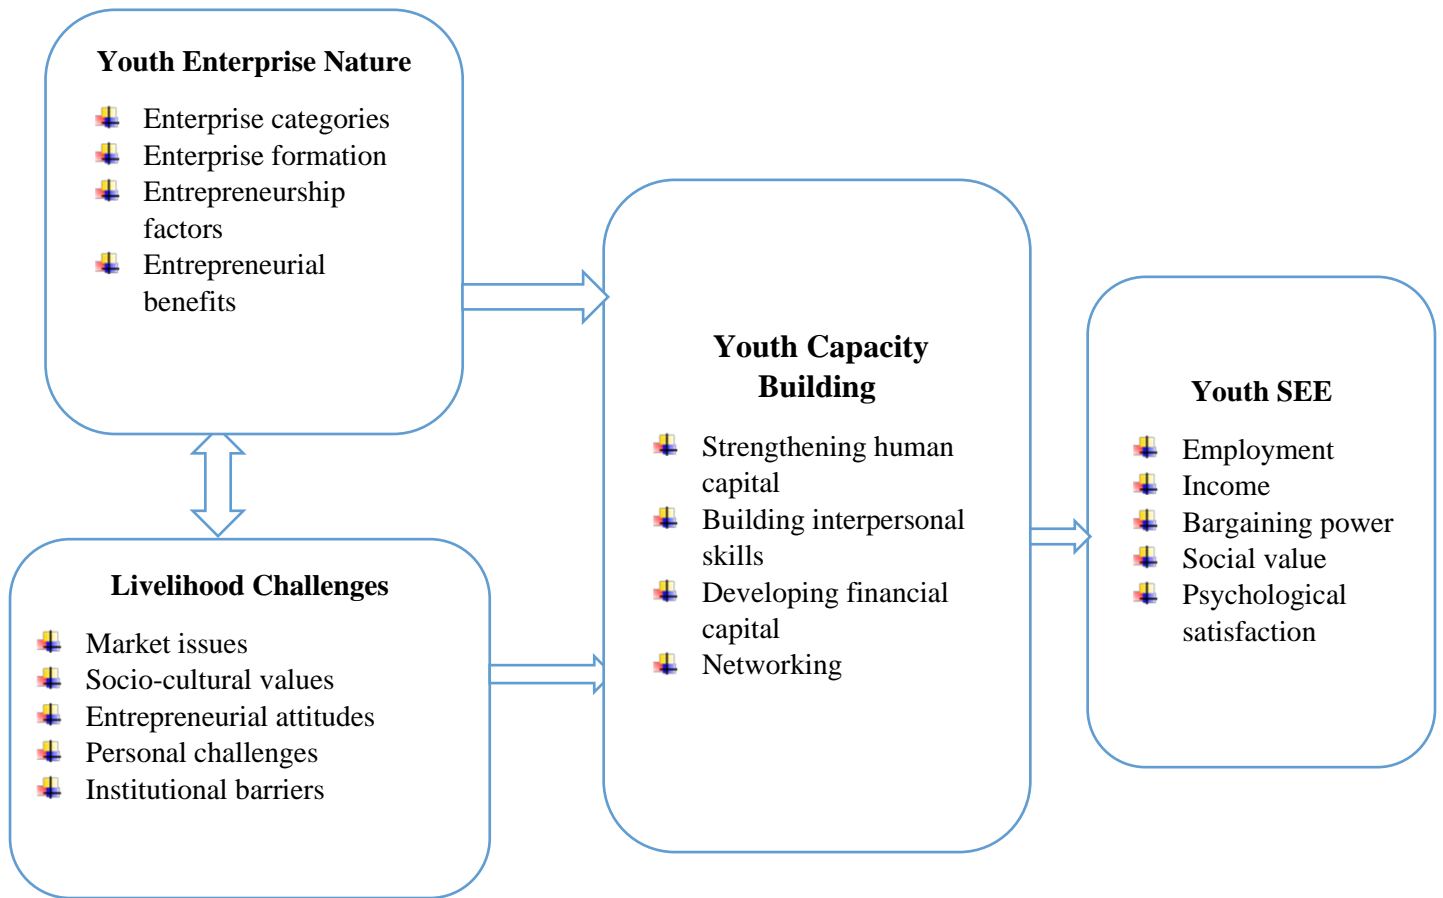 Youth Enterprise Nature
Enterprise categories
Enterprise formation
Entrepreneurship
factors
Entrepreneurial
benefits
Livelihood Challenges
Market issues
Socio-cultural values
Entrepreneurial attitudes
Personal challenges
Institutional barriers
Youth Capacity
Building
Strengthening human
capital
Building interpersonal
skills
Developing financial
capital
Networking
Youth SEE
Employment
Income
Bargaining power
Social value
Psychological
satisfaction